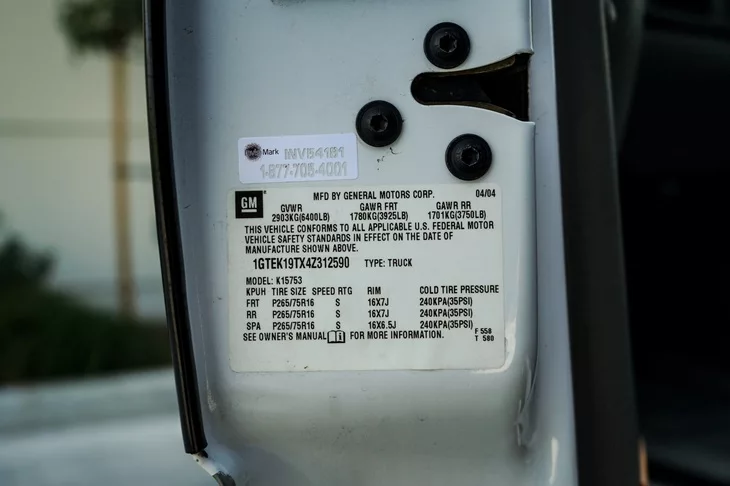 Mark INV54151
1-877-706-4001
GM MFD BY GENERAL MOTORS CORP. 04/04
GVWR GAWR FRT GAWR RR
2903KG(6400LB) 1780KG(3925LB) 1701KG(3750LB)
THIS VEHICLE CONFORMS TO ALL APPLICABLE U.S. FEDERAL MOTOR
VEHICLE SAFETY STANDARDS IN EFFECT ON THE DATE OF
MANUFACTURE SHOWN ABOVE.
1GTEK19TX4Z312590 TYPE: TRUCK
MODEL: K15753
KPUH TIRE SIZE SPEED RTG RIM COLD TIRE PRESSURE
FRT P265/75R16 S 16X7J 240KPA(35PSI)
RR P265/75R16 S 16X7J 240KPA(35PSI)
SPA P265/75R16 S 16X6.5J 240KPA(35PSI)
SEE OWNER'S MANUAL FOR MORE INFORMATION. F 558
T 580